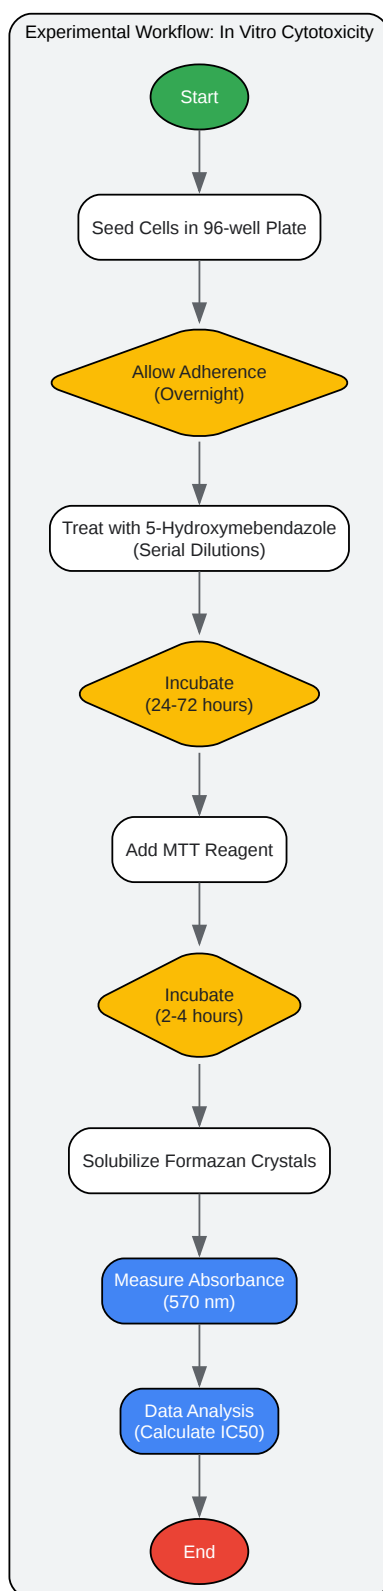 Experimental Workflow: In Vitro Cytotoxicity
Start
Seed Cells in 96-well Plate
Allow Adherence
(Overnight)
Treat with 5-Hydroxymebendazole
(Serial Dilutions)
Incubate
(24-72 hours)
Add MTT Reagent
Incubate
(2-4 hours)
Solubilize Formazan Crystals
Measure Absorbance
(570 nm)
Data Analysis
(Calculate IC50)
End